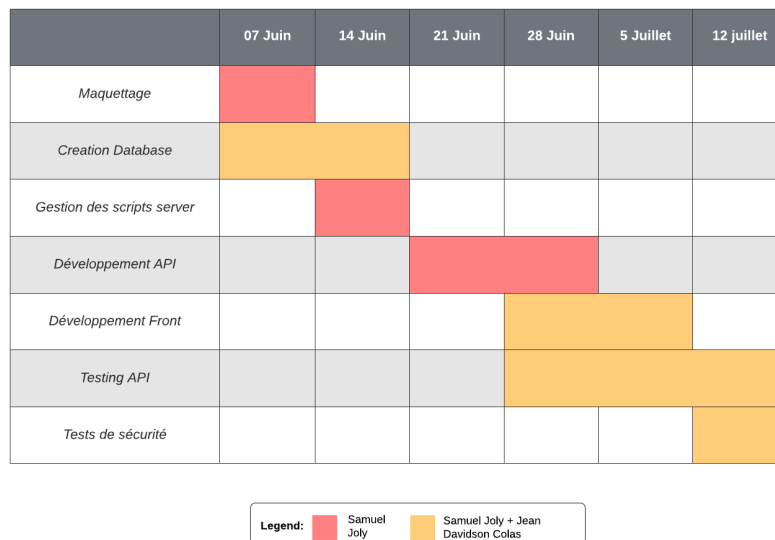 07 Juin 14 Juin 21 Juin 28 Juin 5 Juillet 12 juillet
Maquettage
Creation Database
Gestion des scripts server
Développement API
Développement Front
Testing API
Tests de sécurité
Legend:
Samuel
Joly
Samuel Joly + Jean
Davidson Colas